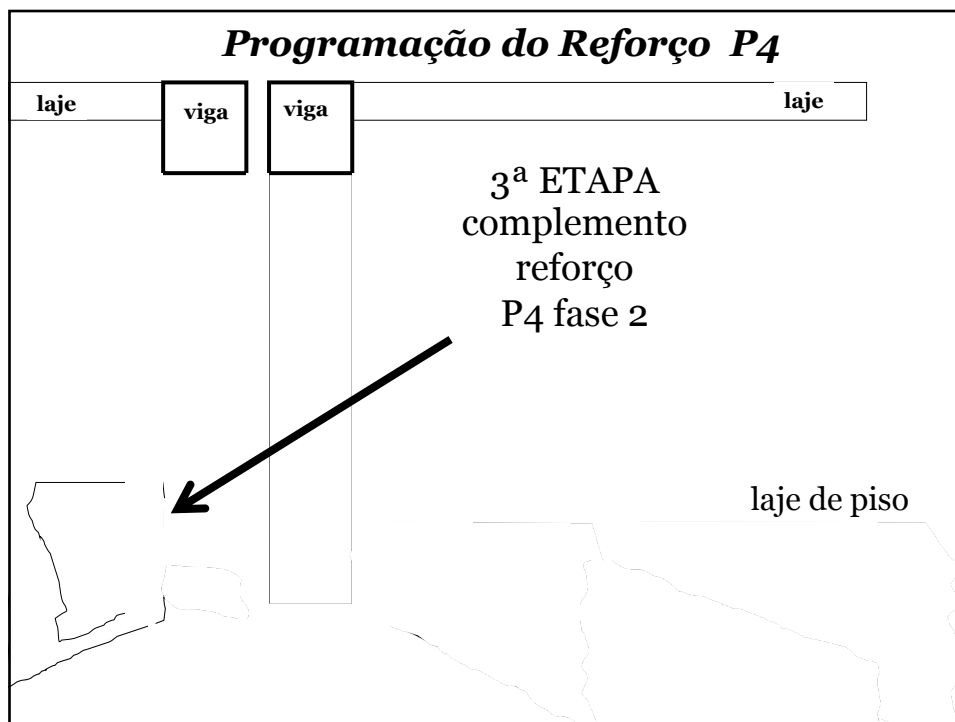 Programação do Reforço P4
laje
viga
viga
laje
3ª ETAPA
complemento
reforço
P4 fase 2
laje de piso